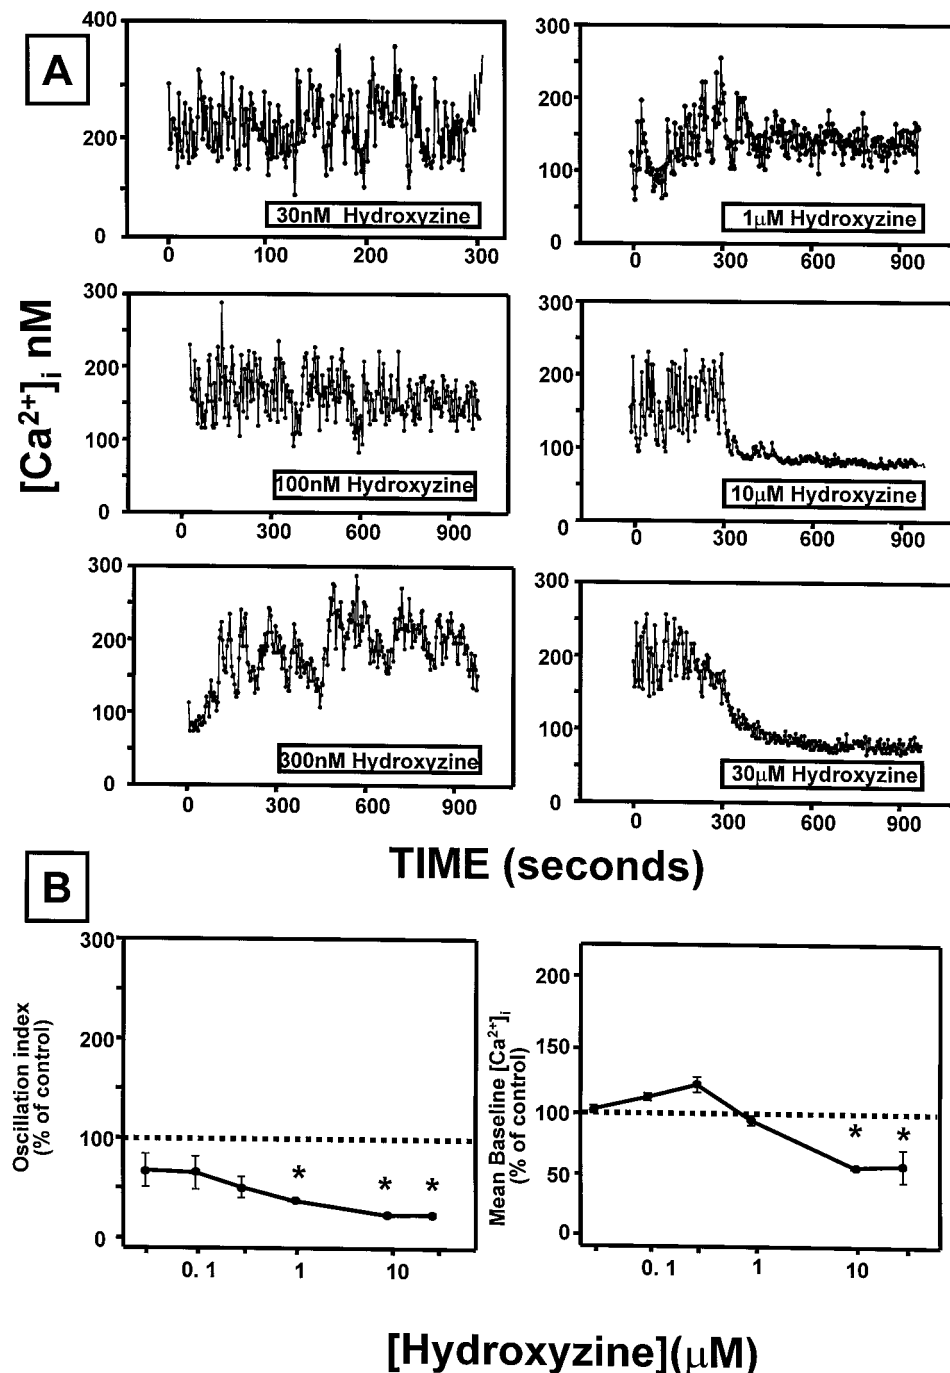 A
[Ca²⁺]ᵢ nM
400
200
0
30nM Hydroxyzine
0 100 200 300
300
200
100
0
1μM Hydroxyzine
0 300 600 900
300
200
100
0
100nM Hydroxyzine
0 300 600 900
300
200
100
0
10μM Hydroxyzine
0 300 600 900
300
200
100
0
300nM Hydroxyzine
0 300 600 900
300
200
100
0
30μM Hydroxyzine
0 300 600 900
TIME (seconds)
B
Oscillation index
(% of control)
300
200
100
0
* * *
0. 1 1 10
Mean Baseline [Ca²⁺]ᵢ
(% of control)
200
150
100
50
0
* *
0. 1 1 10
[Hydroxyzine](μM)